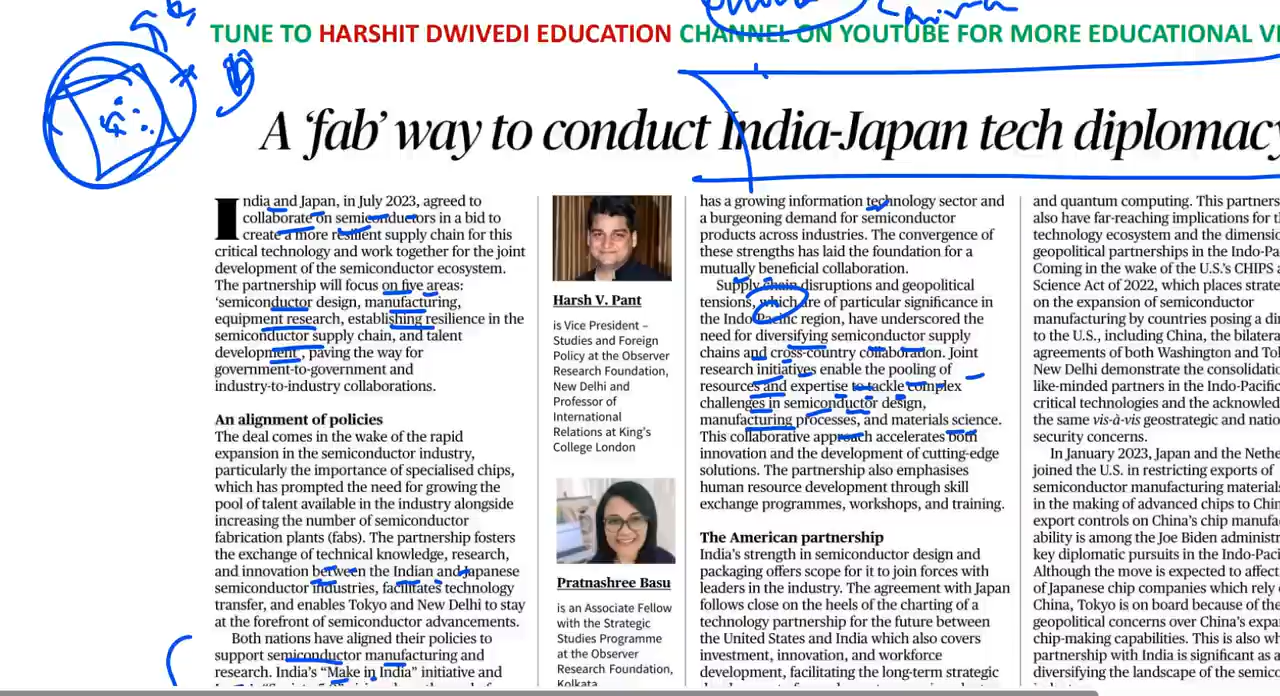 TUNE TO HARSHIT DWIVEDI EDUCATION CHANNEL ON YOUTUBE FOR MORE EDUCATIONAL VI
A ‘fab’ way to conduct India-Japan tech diplomacy
India and Japan, in July 2023, agreed to
collaborate on semiconductors in a bid to
create a more resilient supply chain for this
critical technology and work together for the joint
development of the semiconductor ecosystem.
The partnership will focus on five areas:
‘semiconductor design, manufacturing,
equipment research, establishing resilience in the
semiconductor supply chain, and talent
development’, paving the way for
government-to-government and
industry-to-industry collaborations.
An alignment of policies
The deal comes in the wake of the rapid
expansion in the semiconductor industry,
particularly the importance of specialised chips,
which has prompted the need for growing the
pool of talent available in the industry alongside
increasing the number of semiconductor
fabrication plants (fabs). The partnership fosters
the exchange of technical knowledge, research,
and innovation between the Indian and Japanese
semiconductor industries, facilitates technology
transfer, and enables Tokyo and New Delhi to stay
at the forefront of semiconductor advancements.
Both nations have aligned their policies to
support semiconductor manufacturing and
research. India’s “Make in India” initiative and
Harsh V. Pant
is Vice President –
Studies and Foreign
Policy at the Observer
Research Foundation,
New Delhi and
Professor of
International
Relations at King’s
College London
Pratnashree Basu
is an Associate Fellow
with the Strategic
Studies Programme
at the Observer
Research Foundation,
Kolkata
has a growing information technology sector and
a burgeoning demand for semiconductor
products across industries. The convergence of
these strengths has laid the foundation for a
mutually beneficial collaboration.
Supply chain disruptions and geopolitical
tensions, which are of particular significance in
the Indo-Pacific region, have underscored the
need for diversifying semiconductor supply
chains and cross-country collaboration. Joint
research initiatives enable the pooling of
resources and expertise to tackle complex
challenges in semiconductor design,
manufacturing processes, and materials science.
This collaborative approach accelerates both
innovation and the development of cutting-edge
solutions. The partnership also emphasises
human resource development through skill
exchange programmes, workshops, and training.
The American partnership
India’s strength in semiconductor design and
packaging offers scope for it to join forces with
leaders in the industry. The agreement with Japan
follows close on the heels of the charting of a
technology partnership for the future between
the United States and India which also covers
investment, innovation, and workforce
development, facilitating the long-term strategic
and quantum computing. This partners
also have far-reaching implications for t
technology ecosystem and the dimensio
geopolitical partnerships in the Indo-Pa
Coming in the wake of the U.S.’s CHIPS a
Science Act of 2022, which places strate
on the expansion of semiconductor
manufacturing by countries posing a dir
to the U.S., including China, the bilatera
agreements of both Washington and Tol
New Delhi demonstrate the consolidatio
like-minded partners in the Indo-Pacific
critical technologies and the acknowled
the same vis-à-vis geostrategic and natio
security concerns.
In January 2023, Japan and the Nethe
joined the U.S. in restricting exports of
semiconductor manufacturing materials
in the making of advanced chips to Chin
export controls on China’s chip manufa
ability is among the Joe Biden administr
key diplomatic pursuits in the Indo-Paci
Although the move is expected to affect
of Japanese chip companies which rely o
China, Tokyo is on board because of the
geopolitical concerns over China’s expa
chip-making capabilities. This is also wh
partnership with India is significant as a
diversifying the landscape of the semic